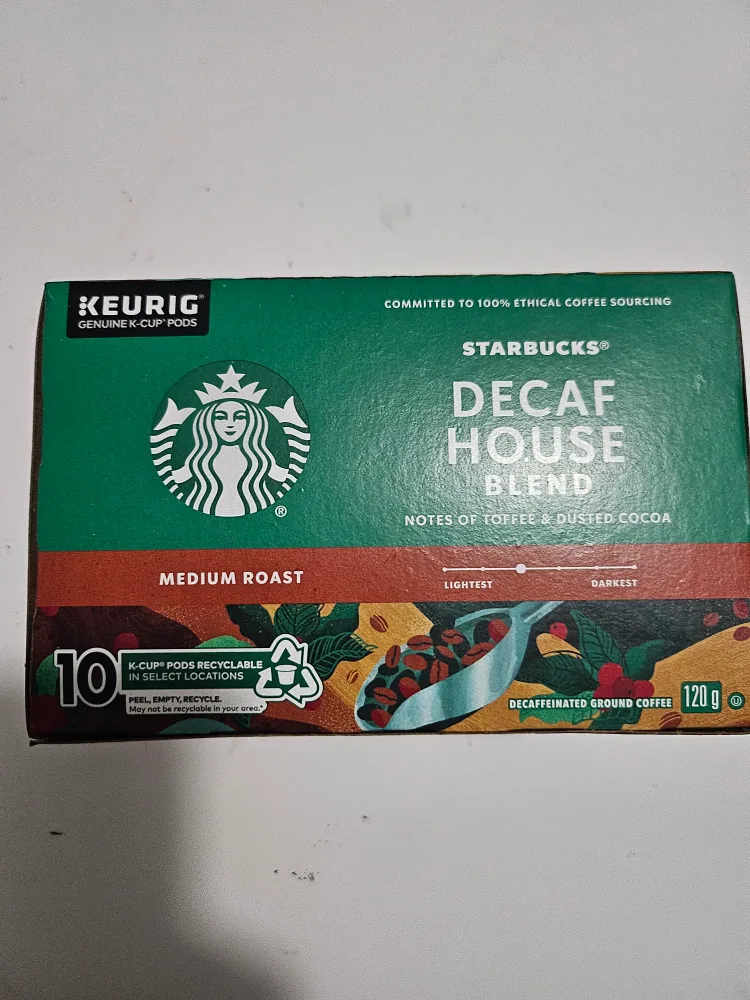 KEURIG®
GENUINE K-CUP® PODS
COMMITTED TO 100% ETHICAL COFFEE SOURCING
STARBUCKS®
DECAF
HOUSE
BLEND
NOTES OF TOFFEE & DUSTED COCOA
®
MEDIUM ROAST
LIGHTEST
DARKEST
10
K-CUP® PODS RECYCLABLE
IN SELECT LOCATIONS
PEEL, EMPTY, RECYCLE.
May not be recyclable in your area.*
DECAFFEINATED GROUND COFFEE
120 g
U